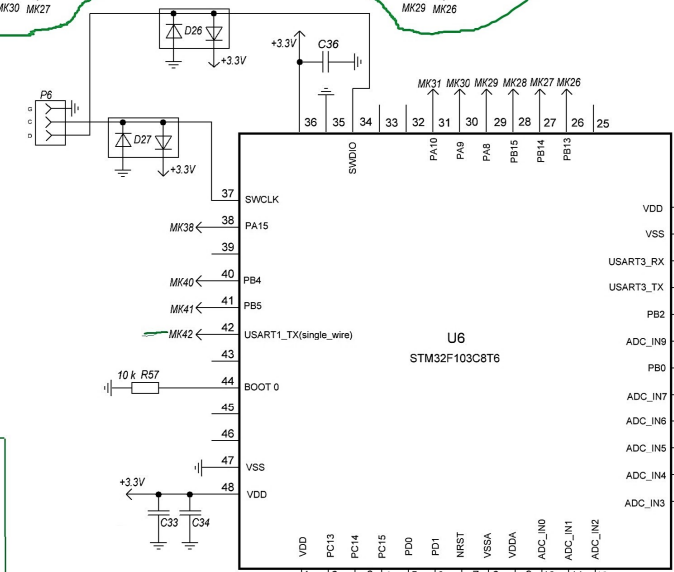 MK30 MK27
MK29 MK26
D26
+3.3V
+3.3V
C36
P6
G
C
D
D27
+3.3V
MK31 MK30 MK29 MK28 MK27 MK26
36 35 34 33 32 31 30 29 28 27 26 25
SWDIO
PA10
PA9
PA8
PB15
PB14
PB13
37 SWCLK
MK38 38 PA15
39
MK40 40 PB4
MK41 41 PB5
MK42 42 USART1_TX(single_wire)
43
10 k R57 44 BOOT 0
45
46
47 VSS
+3.3V 48 VDD
C33 C34
U6
STM32F103C8T6
VDD
VSS
USART3_RX
USART3_TX
PB2
ADC_IN9
PB0
ADC_IN7
ADC_IN6
ADC_IN5
ADC_IN4
ADC_IN3
VDD
PC13
PC14
PC15
PD0
PD1
NRST
VSSA
VDDA
ADC_IN0
ADC_IN1
ADC_IN2